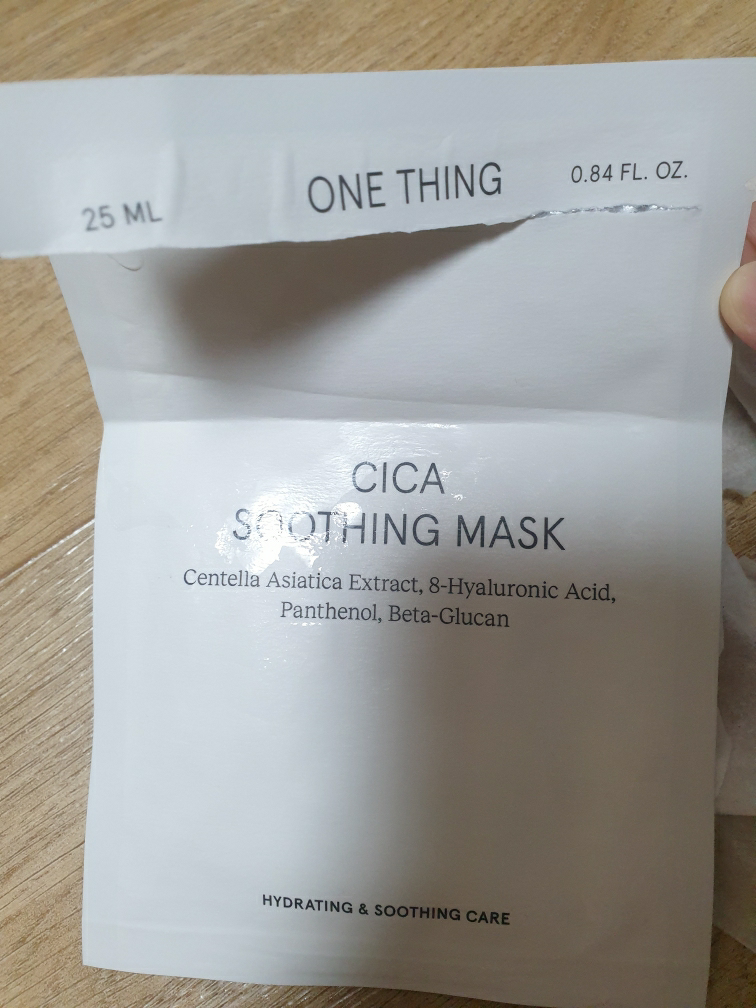 25 ML ONE THING 0.84 FL. OZ.
CICA
SOOTHING MASK
Centella Asiatica Extract, 8-Hyaluronic Acid,
Panthenol, Beta-Glucan
HYDRATING & SOOTHING CARE